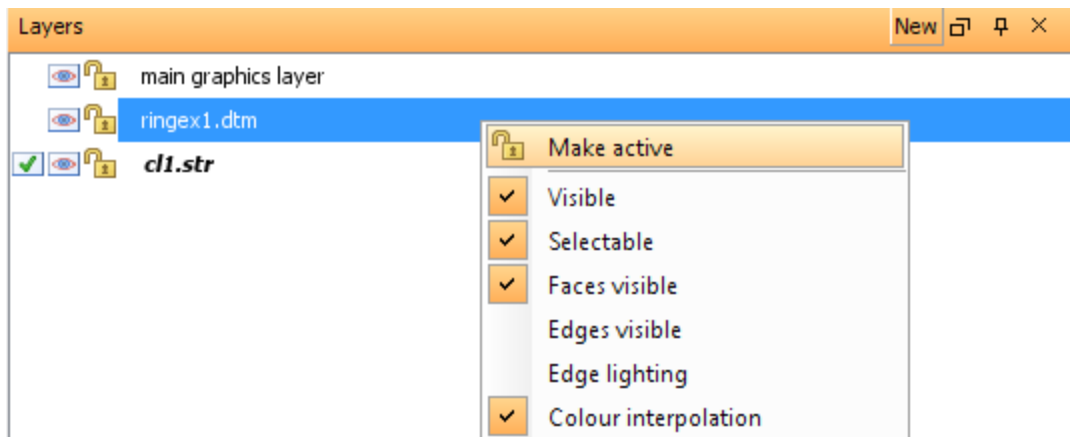 Layers New
main graphics layer
ringex1.dtm
Make active
cl1.str
Visible
Selectable
Faces visible
Edges visible
Edge lighting
Colour interpolation